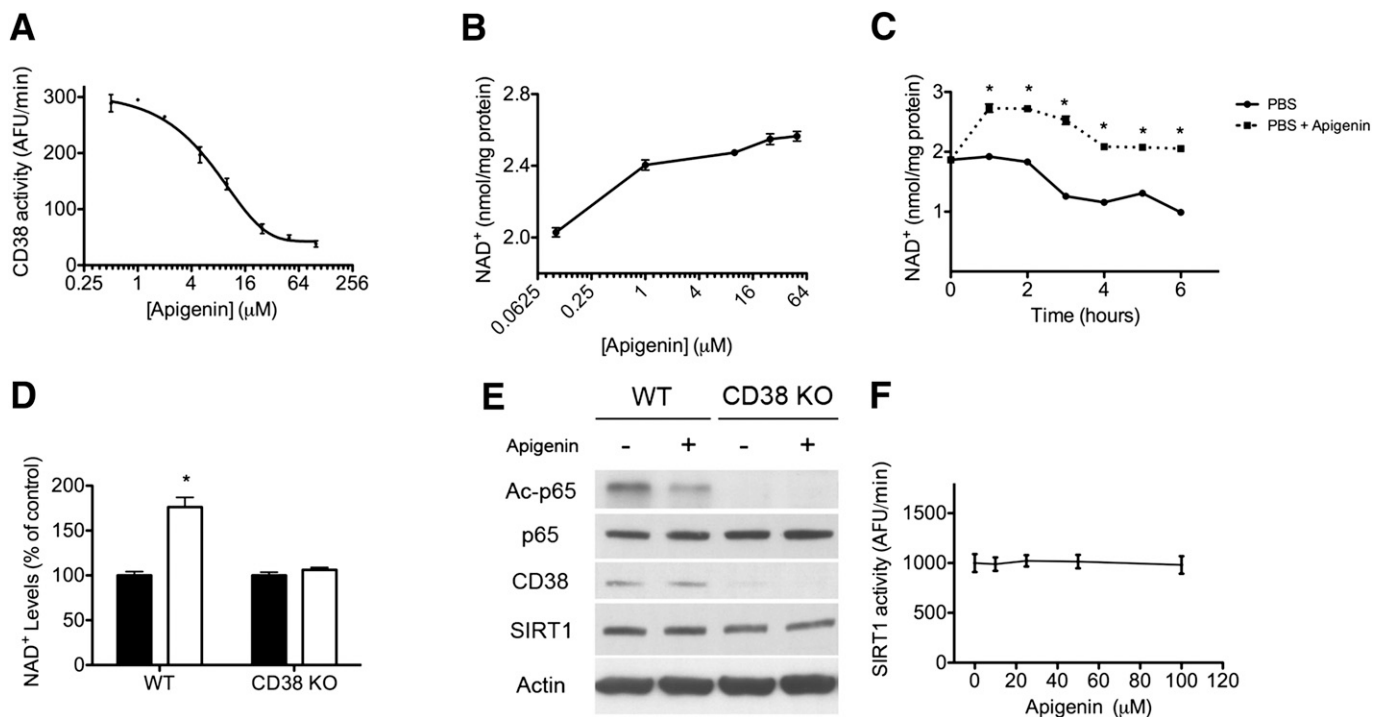 A
CD38 activity (AFU/min)
300
200
100
0
0.25 1 4 16 64 256
[Apigenin] (μM)
B
NAD+ (nmol/mg protein)
2.8
2.4
2.0
0.0625 0.25 1 4 16 64
[Apigenin] (μM)
C
NAD+ (nmol/mg protein)
3
2
1
* * * * * *
0 2 4 6
Time (hours)
PBS
PBS + Apigenin
D
NAD+ Levels (% of control)
200
150
100
50
0
*
WT CD38 KO
E
WT CD38 KO
Apigenin - + - +
Ac-p65
p65
CD38
SIRT1
Actin
F
SIRT1 activity (AFU/min)
1500
1000
500
0
0 20 40 60 80 100 120
Apigenin (μM)